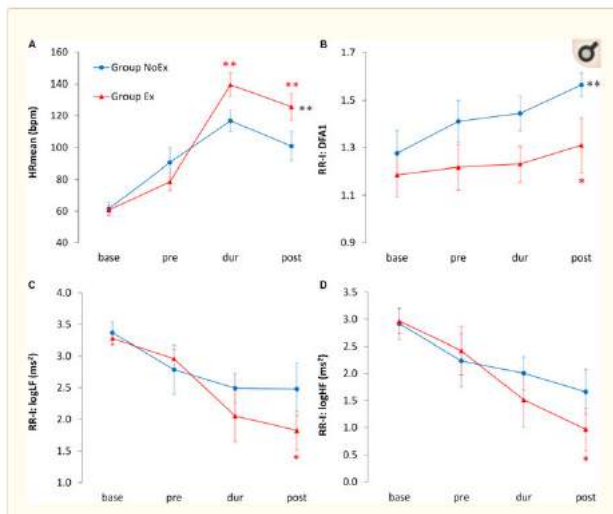 A
160
140
120
100
80
60
40
HRmean (bpm)
Group NoEx
Group Ex
**
**
**
base pre dur post
B
1.7
1.5
1.3
1.1
0.9
RR-I: DFA1
**
*
base pre dur post
C
4.0
3.5
3.0
2.5
2.0
1.5
1.0
RR-I: logLF (ms²)
*
base pre dur post
D
3.5
3.0
2.5
2.0
1.5
1.0
0.5
0.0
RR-I: logHF (ms²)
*
base pre dur post